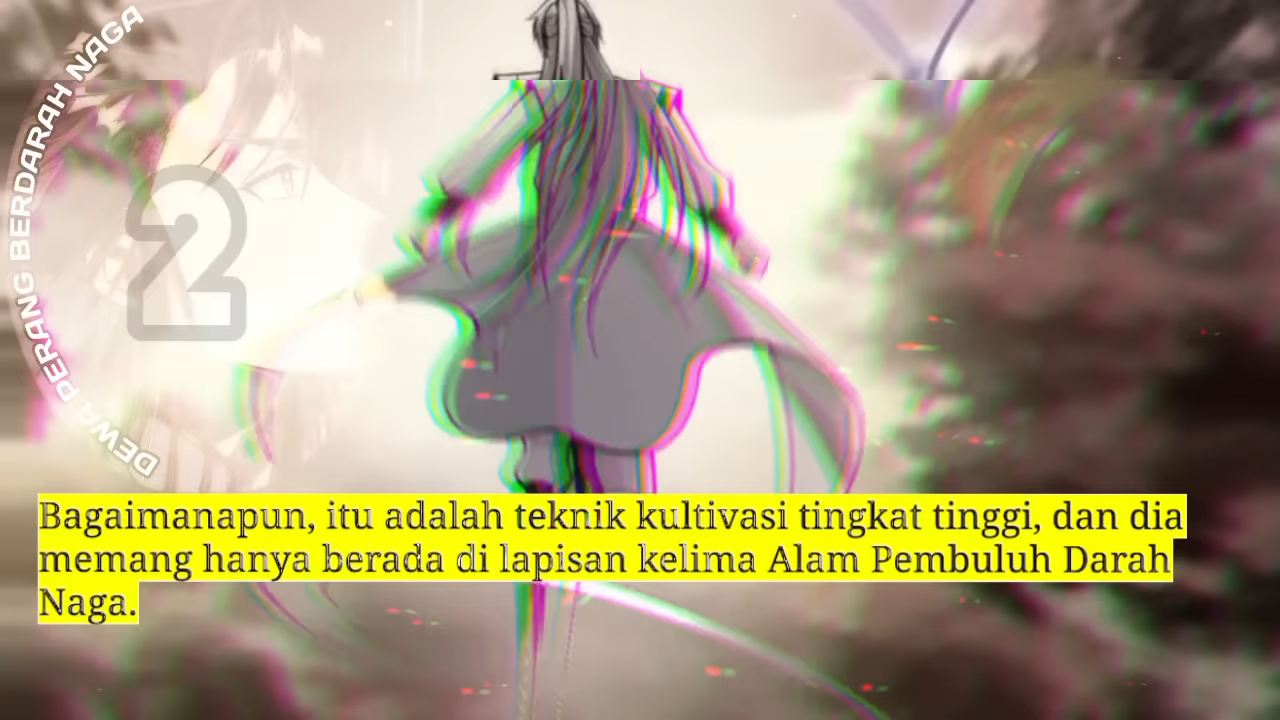 DEWA PERANG BERDARAH NAGA
2
Bagaimanapun, itu adalah teknik kultivasi tingkat tinggi, dan dia
memang hanya berada di lapisan kelima Alam Pembuluh Darah
Naga.